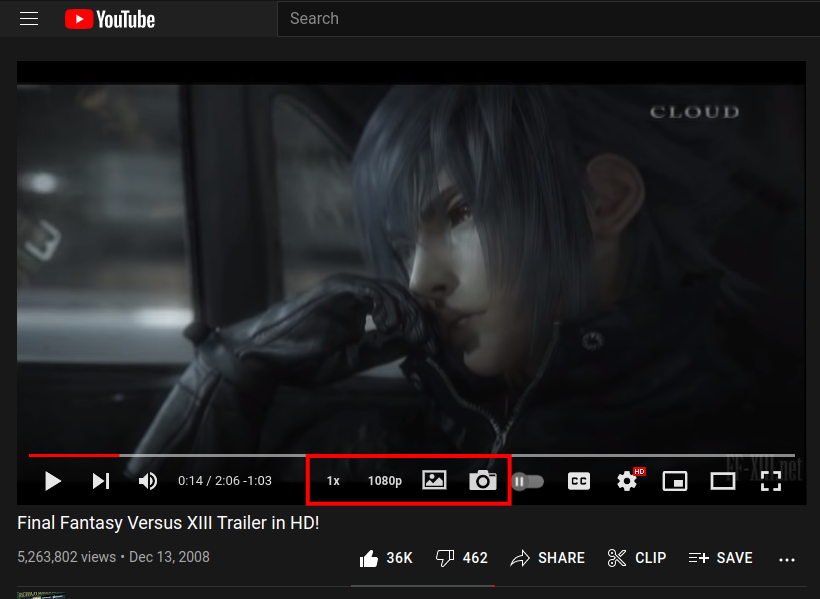 YouTube
Search
CLOUD
1x
1080p
0:14 / 2:06 -1:03
CC
HD
FF-XIII.net
Final Fantasy Versus XIII Trailer in HD!
5,263,802 views • Dec 13, 2008
36K
462
SHARE
CLIP
SAVE